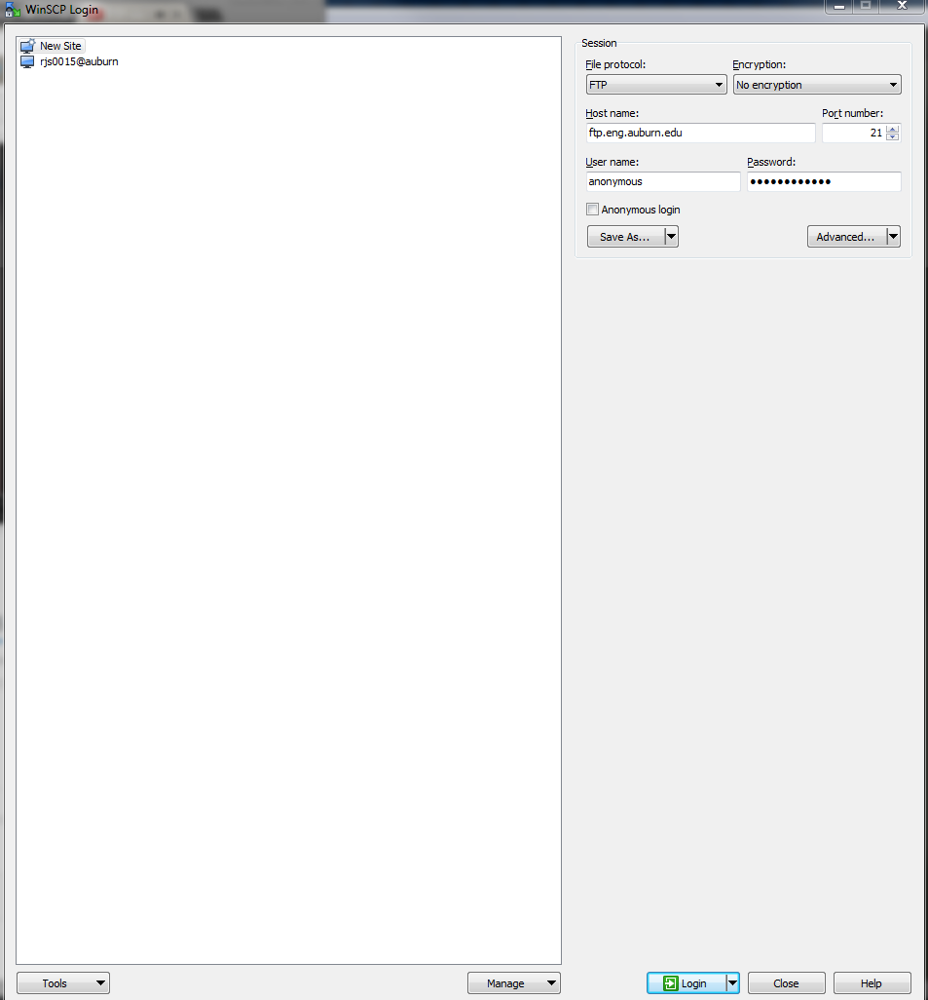 WinSCP Login
New Site
rjs0015@auburn
Session
File protocol: Encryption:
FTP No encryption
Host name: Port number:
ftp.eng.auburn.edu 21
User name: Password:
anonymous ●●●●●●●●●●●●
Anonymous login
Save As... Advanced...
Tools Manage Login Close Help